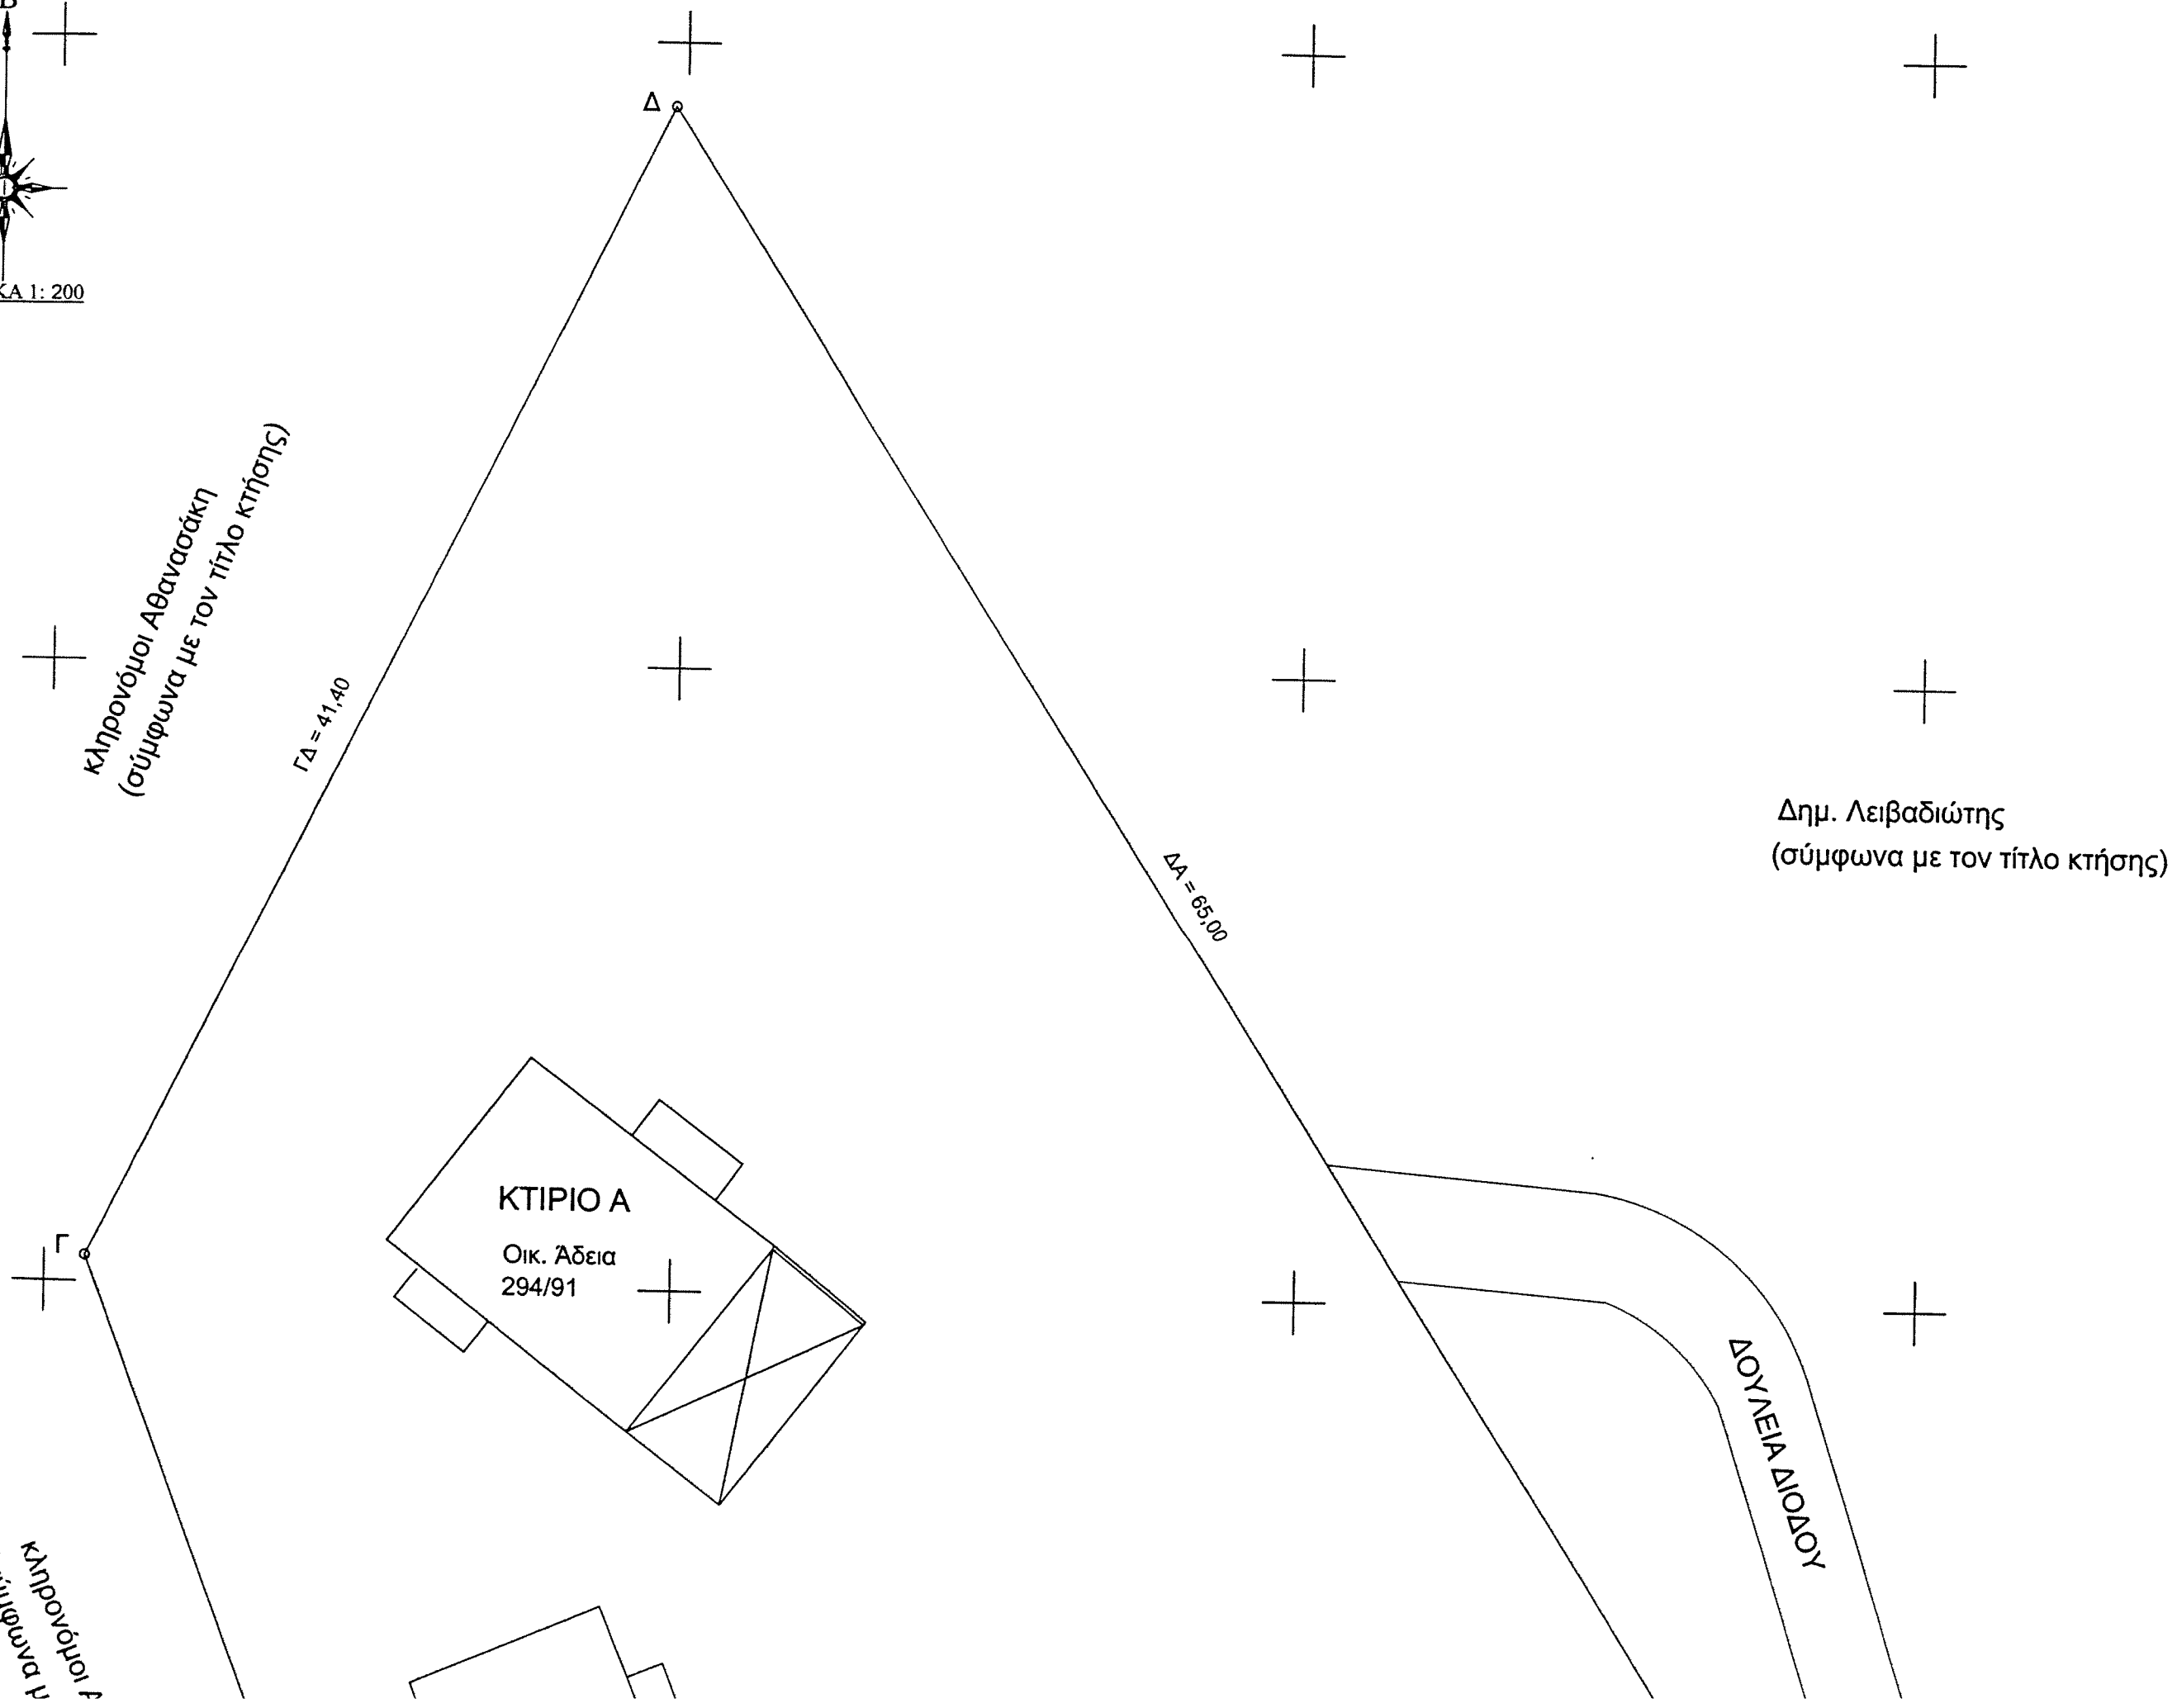 Β
ΚΑ 1: 200
Δ
κληρονόμοι Αθανασάκη
(σύμφωνα με τον τίτλο κτήσης)
ΓΔ = 41,40
Δημ. Λειβαδιώτης
(σύμφωνα με τον τίτλο κτήσης)
ΔΑ = 65,00
Γ
ΚΤΙΡΙΟ Α
Οικ. Άδεια
294/91
ΔΟΥΛΕΙΑ ΔΙΟΔΟΥ
κληρονόμοι